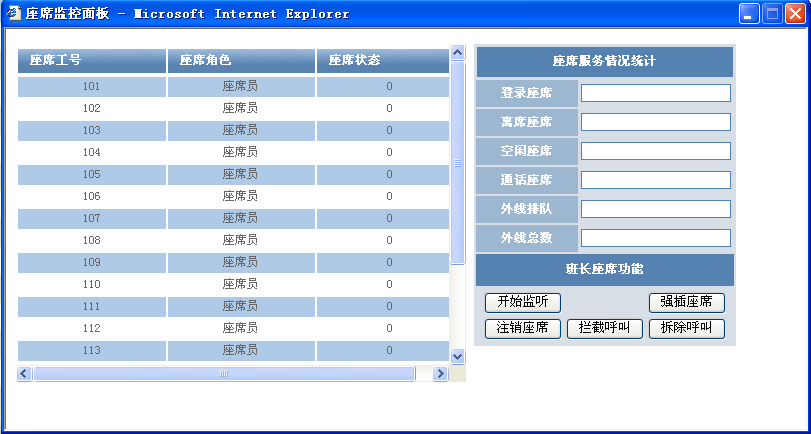 座席监控面板 - Microsoft Internet Explorer
座席工号 座席角色 座席状态
101 座席员 0
102 座席员 0
103 座席员 0
104 座席员 0
105 座席员 0
106 座席员 0
107 座席员 0
108 座席员 0
109 座席员 0
110 座席员 0
111 座席员 0
112 座席员 0
113 座席员 0
座席服务情况统计
登录座席
离席座席
空闲座席
通话座席
外线排队
外线总数
班长座席功能
开始监听 强插座席
注销座席 拦截呼叫 拆除呼叫